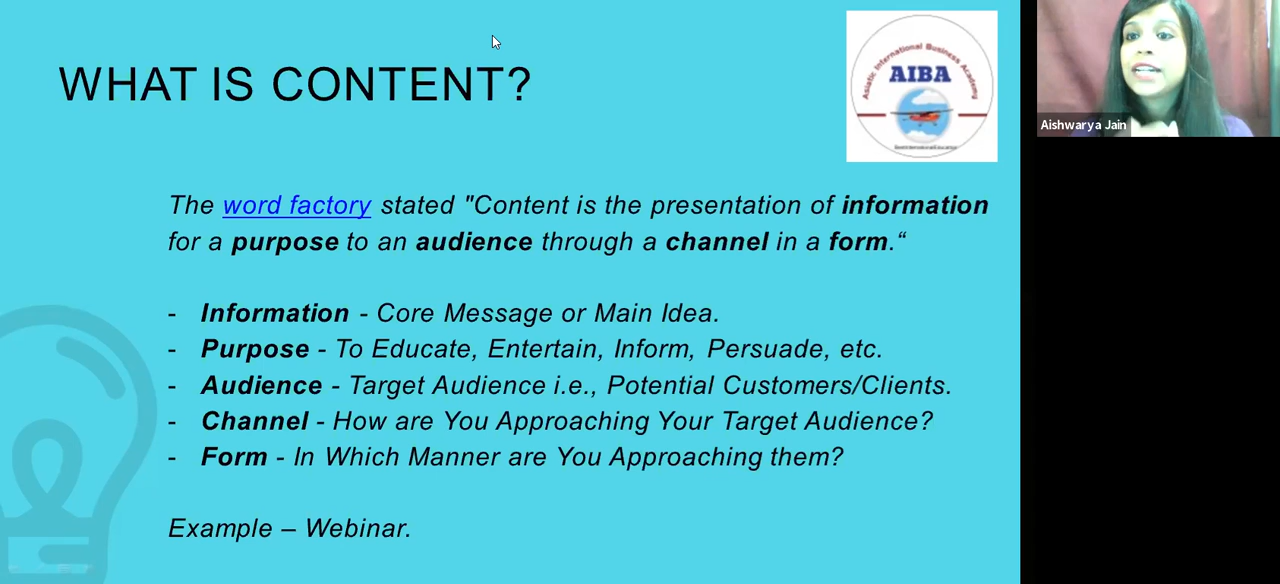 WHAT IS CONTENT?
Asiatic International Business Academy
AIBA
Aishwarya Jain
The word factory stated "Content is the presentation of information
for a purpose to an audience through a channel in a form.“
- Information - Core Message or Main Idea.
- Purpose - To Educate, Entertain, Inform, Persuade, etc.
- Audience - Target Audience i.e., Potential Customers/Clients.
- Channel - How are You Approaching Your Target Audience?
- Form - In Which Manner are You Approaching them?
Example – Webinar.